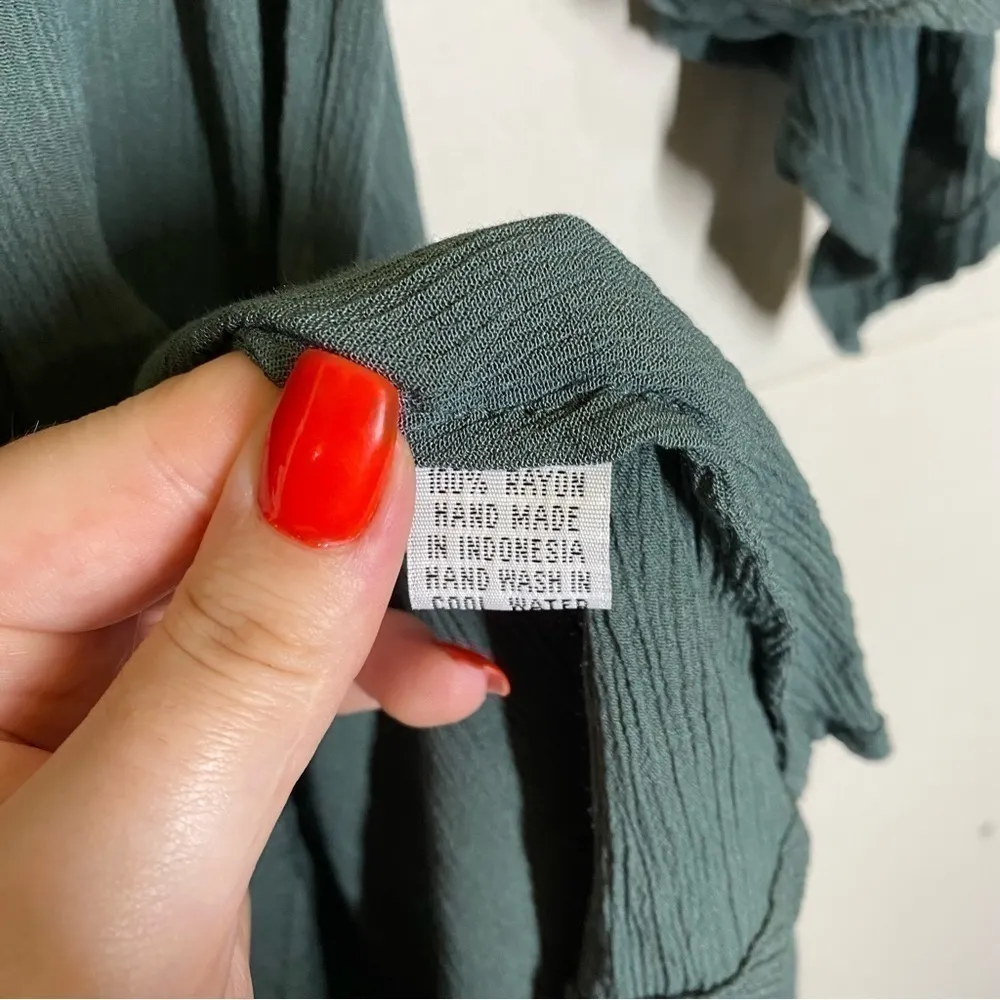 100% RAYON
HAND MADE
IN INDONESIA
HAND WASH IN
COOL WATER